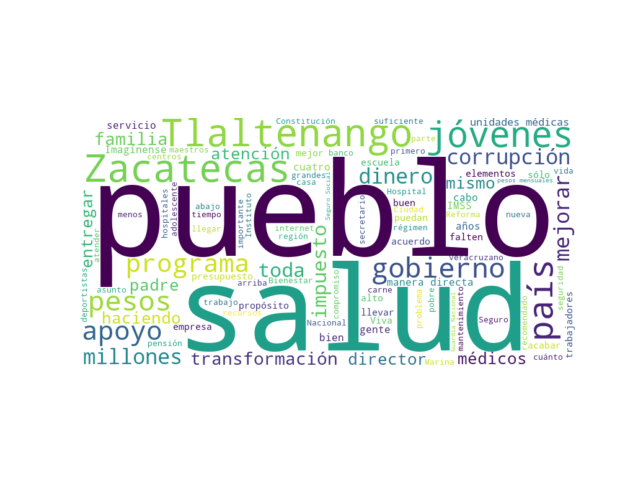 Constitución suficiente unidades médicas
servicio Tlaltenango jóvenes
familia parte
Imagínense maestros atención mejor banco primero corrupción
centros Zacatecas cuatro escuela elementos sólo vida
grandes dinero mismo pesos mensuales
casa Hospital IMSS cabo
entregar atender hospitales adolescente abajo tiempo llegar menos importante Instituto Seguro Social pueblo secretario buen Ciudad puedan Reforma nueva mejorar
régimen años
internet acuerdo falten veracruzano
región
programa toda impuesto gobierno país seguridad
deportistas asunto presupuesto Bienestar compromiso manera directa
padre arriba salud alto problema pobre
pesos trabajo propósito llevar Seguro mantenimiento recomendado trabajadores
recursos Viva
haciendo Nacional gente
apoyo empresa bien acabar
pensión
millones transformación director Marina médicos cuánto